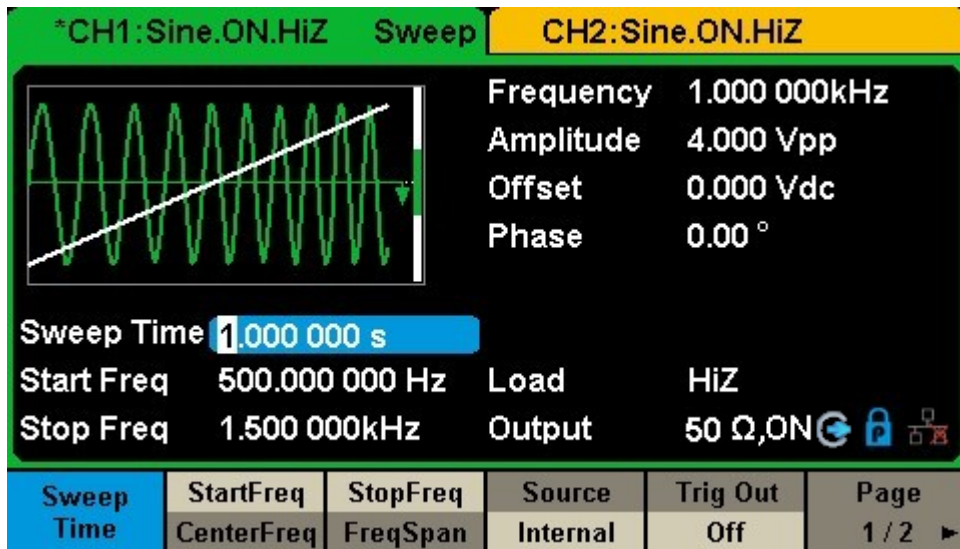 *CH1:Sine.ON.HiZ Sweep
CH2:Sine.ON.HiZ
Frequency 1.000 000kHz
Amplitude 4.000 Vpp
Offset 0.000 Vdc
Phase 0.00 °
Sweep Time 1.000 000 s
Start Freq 500.000 000 Hz
Load HiZ
Stop Freq 1.500 000kHz
Output 50 Ω,ON
P
Sweep Time
StartFreq
CenterFreq
StopFreq
FreqSpan
Source
Internal
Trig Out
Off
Page
1 / 2 ►